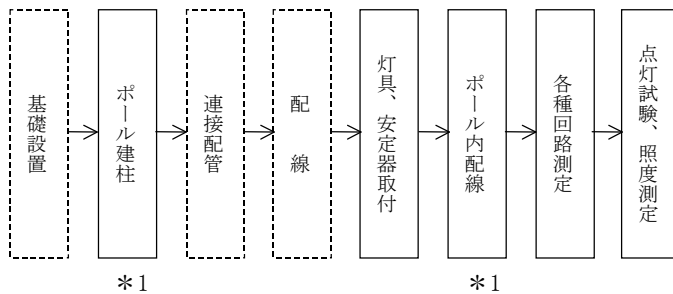 基礎設置
ポール建柱
連接配管
配　線
灯具、安定器取付
ポール内配線
各種回路測定
点灯試験、照度測定
＊1
＊1